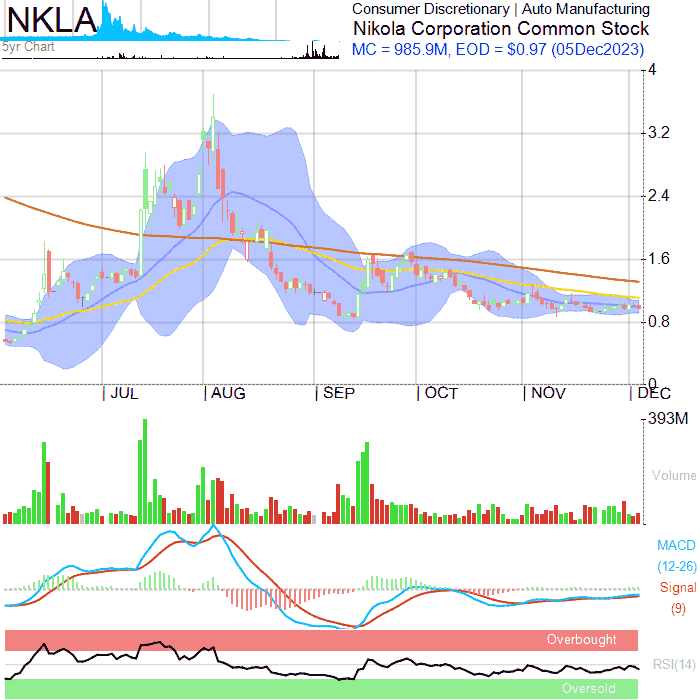 NKLA
5yr Chart
Consumer Discretionary | Auto Manufacturing
Nikola Corporation Common Stock
MC = 985.9M, EOD = $0.97 (05Dec2023)
4
3.2
2.4
1.6
0.8
0
JUL AUG SEP OCT NOV DEC
393M
Volume
MACD
(12-26)
Signal
(9)
Overbought
RSI(14)
Oversold